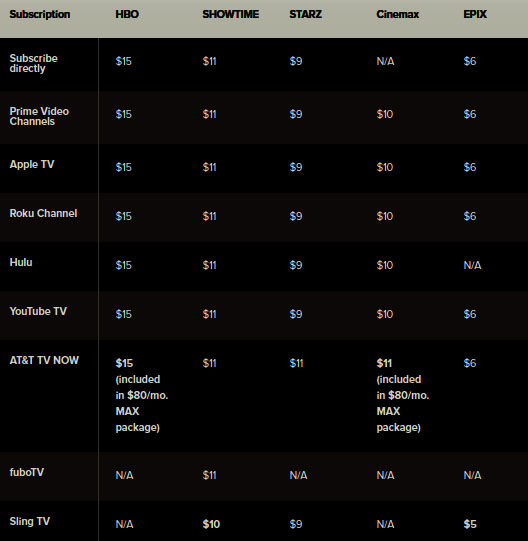 Subscription HBO SHOWTIME STARZ Cinemax EPIX
Subscribe
directly $15 $11 $9 N/A $6
Prime Video
Channels $15 $11 $9 $10 $6
Apple TV $15 $11 $9 $10 $6
Roku Channel $15 $11 $9 $10 $6
Hulu $15 $11 $9 $10 N/A
YouTube TV $15 $11 $9 $10 $6
AT&T TV NOW $15 $11 $11 $11 $6
(included (included
in $80/mo. in $80/mo.
MAX MAX
package) package)
fuboTV N/A $11 N/A N/A N/A
Sling TV N/A $10 $9 N/A $5